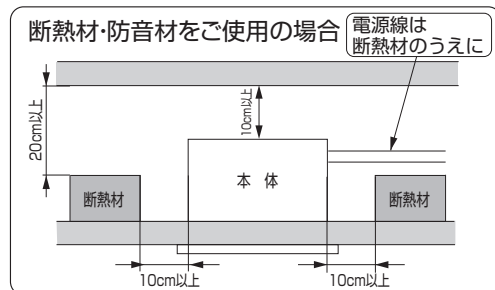 断熱材・防音材をご使用の場合
電源線は
断熱材のうえに
20cm以上
10cm以上
本体
断熱材
断熱材
10cm以上
10cm以上